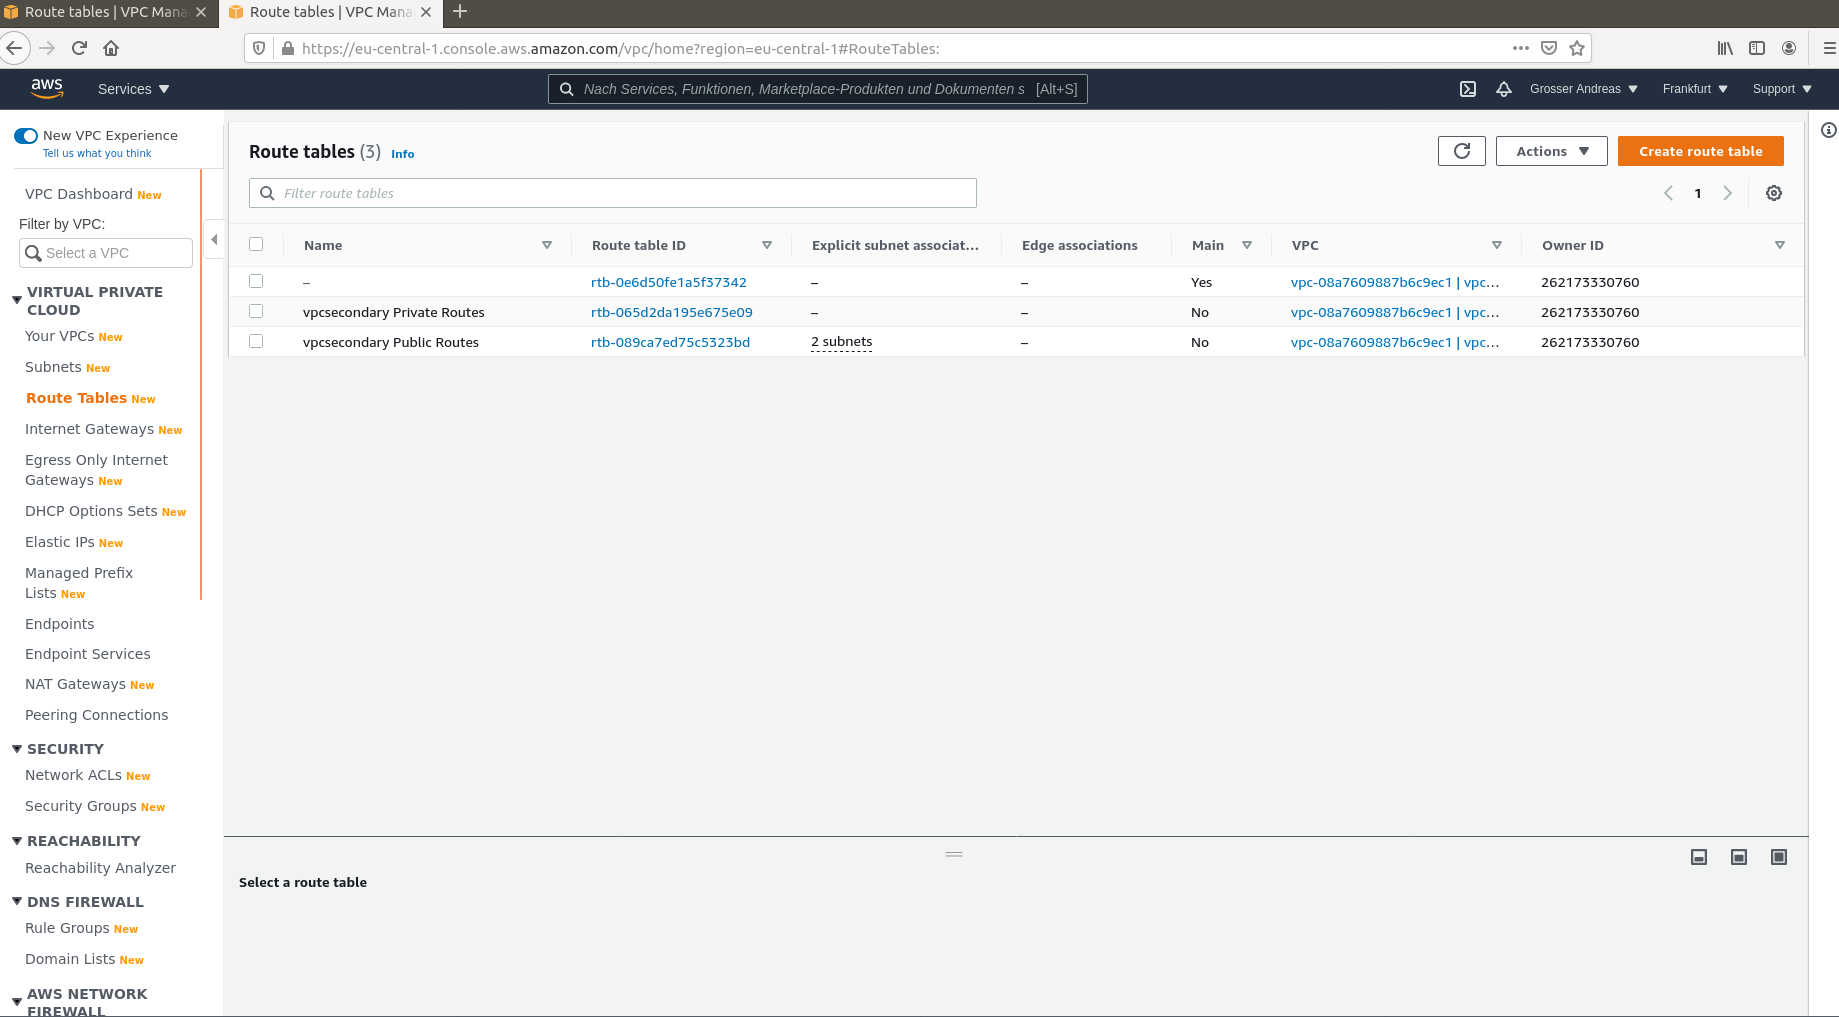 Route tables | VPC Mana
Route tables | VPC Mana
https://eu-central-1.console.aws.amazon.com/vpc/home?region=eu-central-1#RouteTables:
aws
Services
Nach Services, Funktionen, Marketplace-Produkten und Dokumenten s [Alt+S]
Grosser Andreas
Frankfurt
Support
New VPC Experience
Tell us what you think
VPC Dashboard New
Filter by VPC:
Select a VPC
VIRTUAL PRIVATE
CLOUD
Your VPCs New
Subnets New
Route Tables New
Internet Gateways New
Egress Only Internet
Gateways New
DHCP Options Sets New
Elastic IPs New
Managed Prefix
Lists New
Endpoints
Endpoint Services
NAT Gateways New
Peering Connections
SECURITY
Network ACLs New
Security Groups New
REACHABILITY
Reachability Analyzer
DNS FIREWALL
Rule Groups New
Domain Lists New
AWS NETWORK
FIREWALL
Route tables (3) Info
Actions
Create route table
Filter route tables
1
Name Route table ID Explicit subnet associat... Edge associations Main VPC Owner ID
– rtb-0e6d50fe1a5f37342 – – Yes vpc-08a7609887b6c9ec1 | vpc... 262173330760
vpcsecondary Private Routes rtb-065d2da195e675e09 – – No vpc-08a7609887b6c9ec1 | vpc... 262173330760
vpcsecondary Public Routes rtb-089ca7ed75c5323bd 2 subnets – No vpc-08a7609887b6c9ec1 | vpc... 262173330760
Select a route table